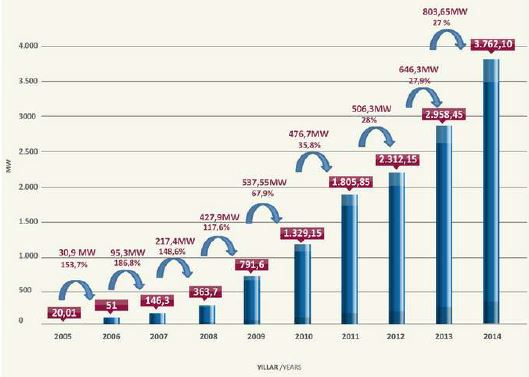 803,65MW
27 %
4.000
3.762,10
646,3MW
27,9%
3.500
506,3MW
28%
2.958,45
3000
476,7MW
35,8%
2.500
2.312,15
MW
537,55MW
67,9%
1.805,85
2.000
427,9MW
117,6%
1.500
1.329,15
217,4MW
148,6%
95,3MW
186,8%
30,9 MW
153,7%
1.000
791,6
500
363,7
146,3
51
20,01
0
2005 2006 2007 2008 2009 2010 2011 2012 2013 2014
YILLAR /YEARS